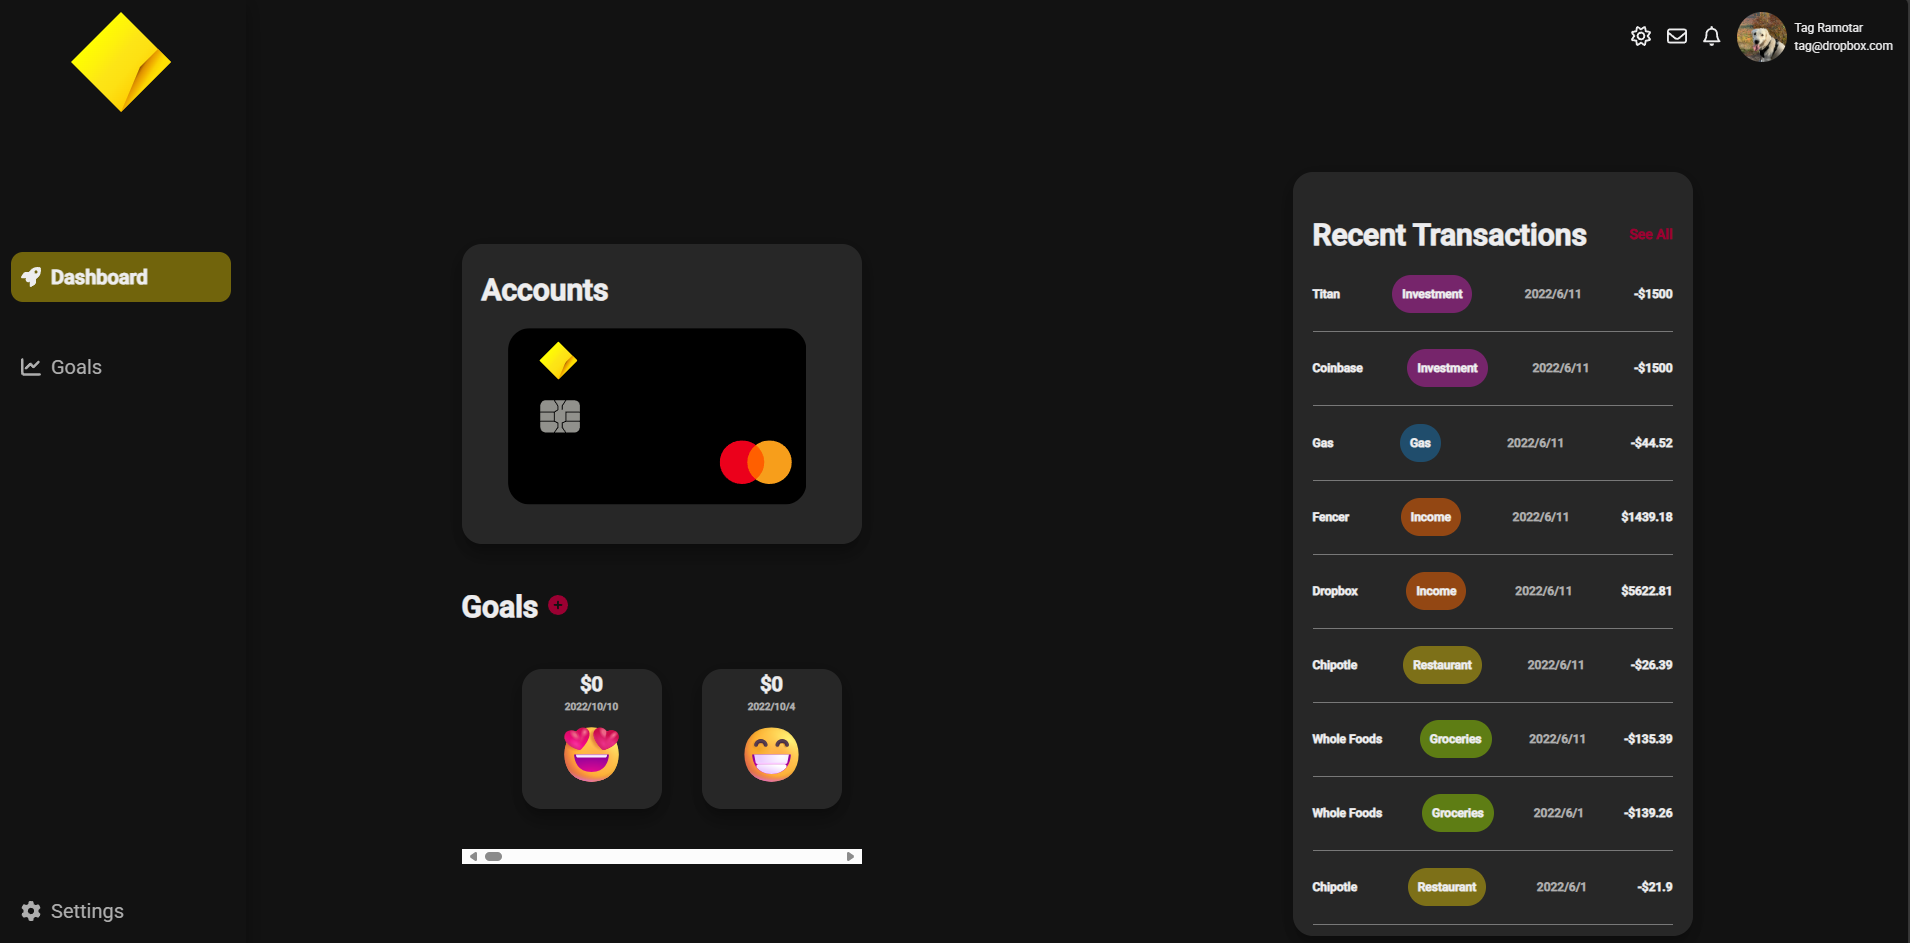 Tag Ramotar
tag@dropbox.com
Dashboard
Goals
Settings
Accounts
Goals
$0
2022/10/10
$0
2022/10/4
Recent Transactions See All
Titan Investment 2022/6/11 -$1500
Coinbase Investment 2022/6/11 -$1500
Gas Gas 2022/6/11 -$44.52
Fencer Income 2022/6/11 $1439.18
Dropbox Income 2022/6/11 $5622.81
Chipotle Restaurant 2022/6/11 -$26.39
Whole Foods Groceries 2022/6/11 -$135.39
Whole Foods Groceries 2022/6/1 -$139.26
Chipotle Restaurant 2022/6/1 -$21.9